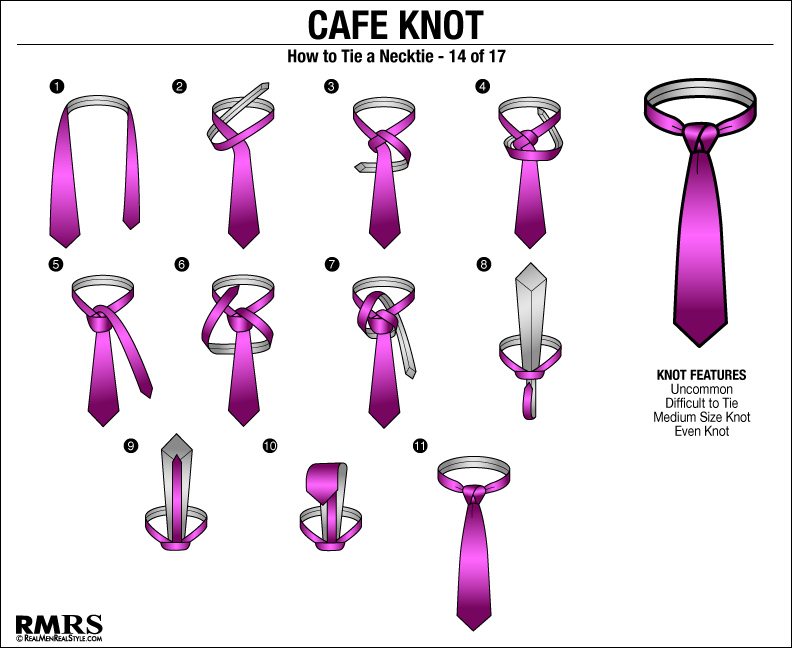 CAFE KNOT
How to Tie a Necktie - 14 of 17
1
2
3
4
5
6
7
8
KNOT FEATURES
Uncommon
Difficult to Tie
Medium Size Knot
Even Knot
9
10
11
RMRS
© REALMENREALSTYLE.COM